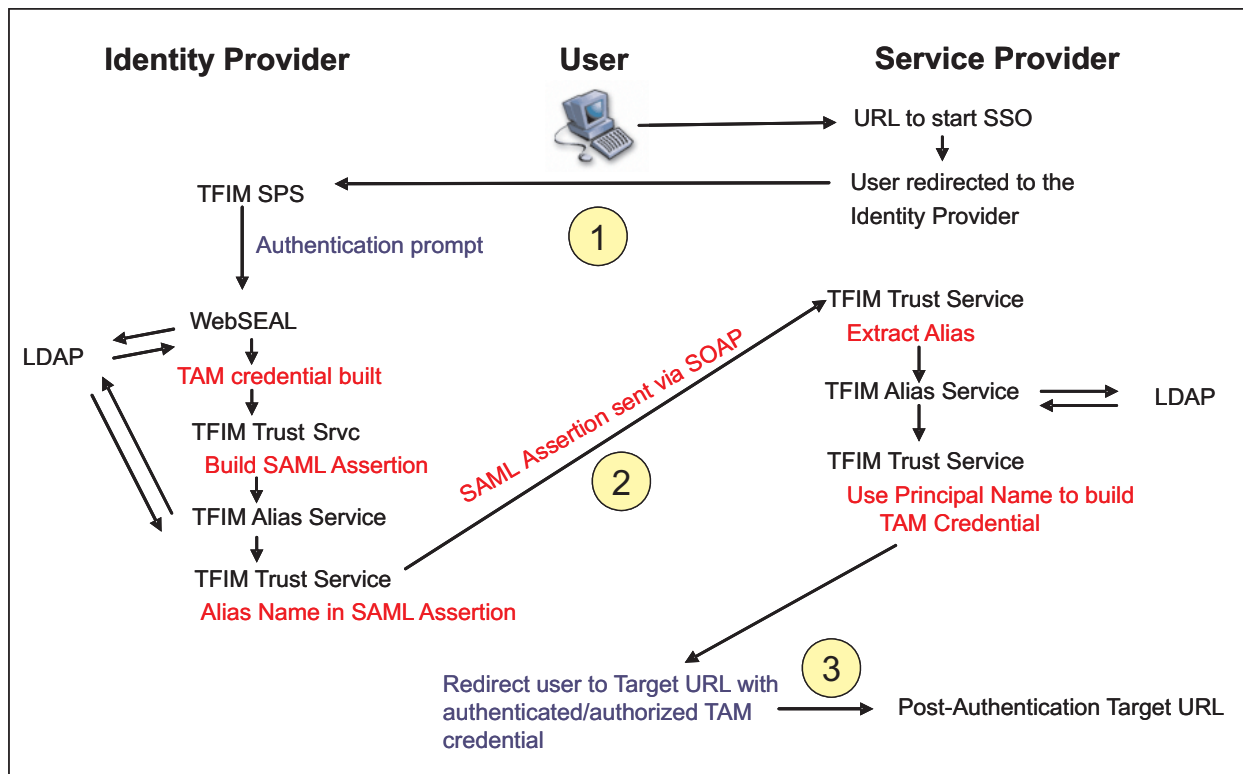 Identity Provider
User
Service Provider
URL to start SSO
User redirected to the
Identity Provider
TFIM SPS
1
Authentication prompt
WebSEAL
LDAP
TAM credential built
TFIM Trust Srvc
Build SAML Assertion
TFIM Alias Service
TFIM Trust Service
Alias Name in SAML Assertion
SAML Assertion sent via SOAP
2
TFIM Trust Service
Extract Alias
TFIM Alias Service
LDAP
TFIM Trust Service
Use Principal Name to build
TAM Credential
3
Redirect user to Target URL with
authenticated/authorized TAM
credential
Post-Authentication Target URL